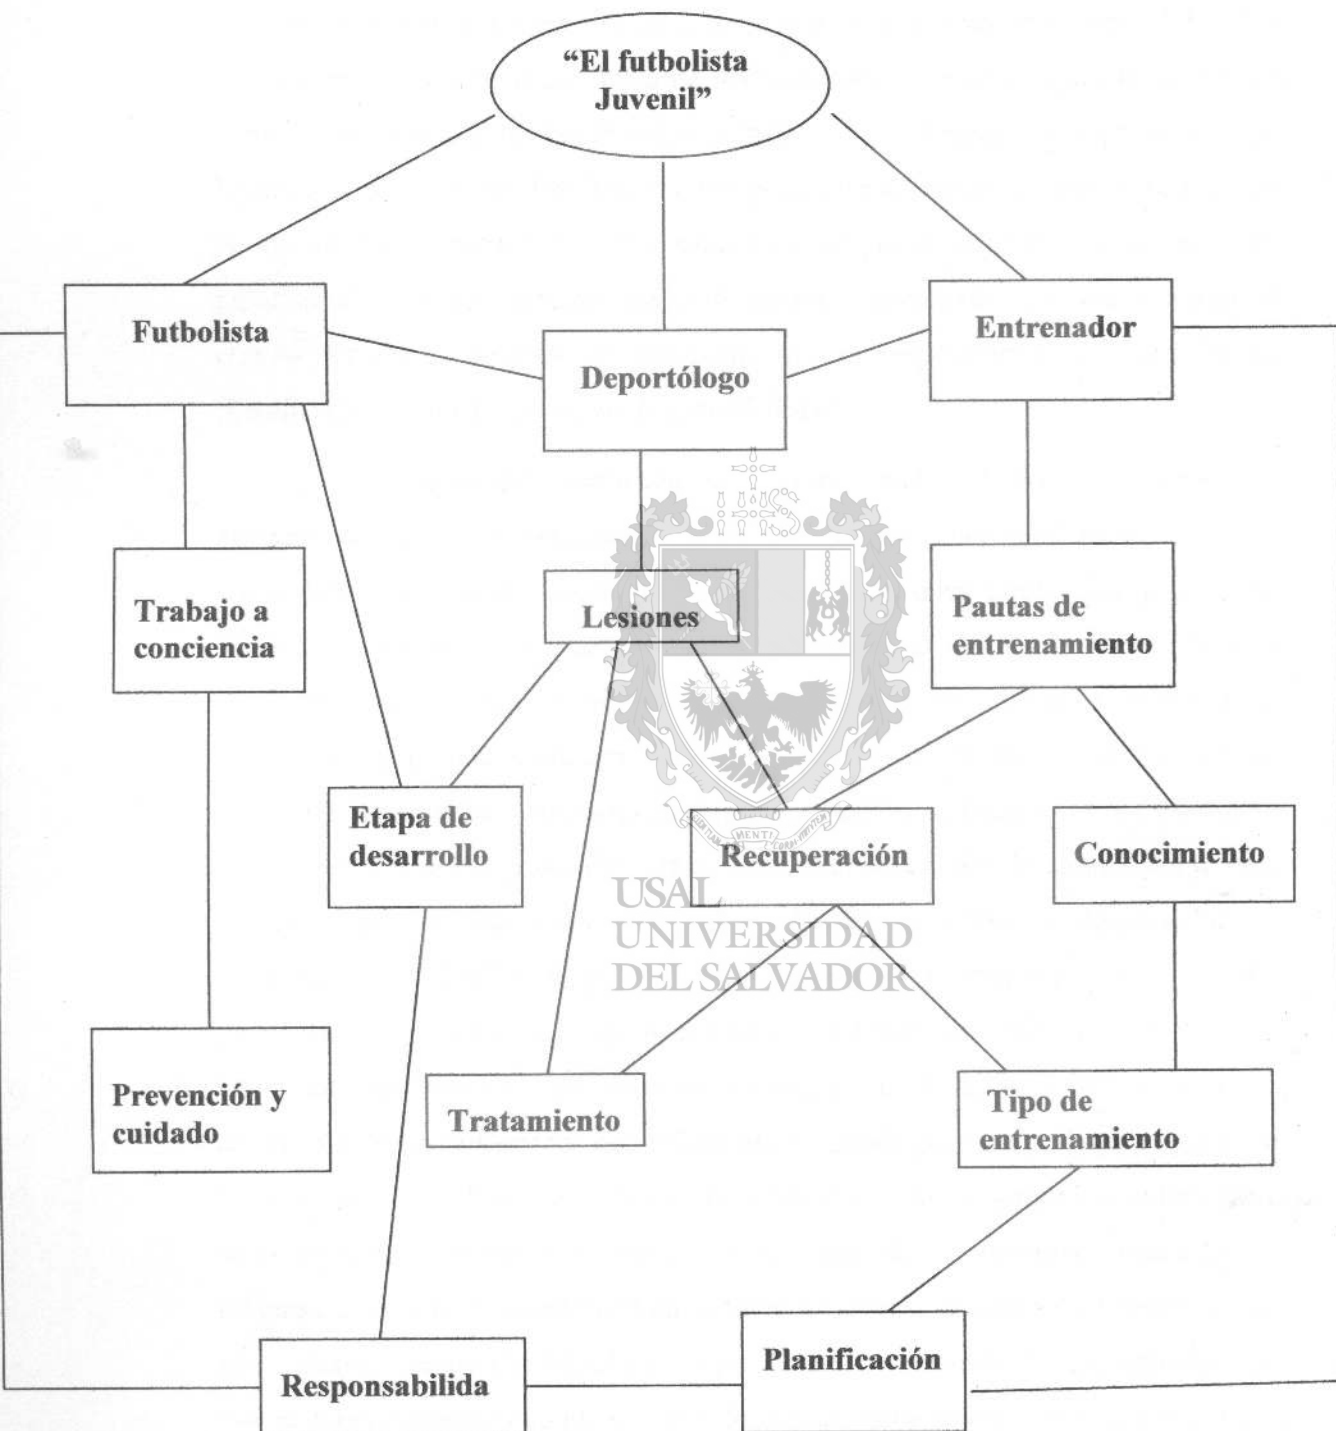 “El futbolista
Juvenil”
Futbolista
Deportólogo
Entrenador
Trabajo a
conciencia
Lesiones
Pautas de
entrenamiento
Etapa de
desarrollo
MENTI
Recuperación
Conocimiento
USAL
UNIVERSIDAD
DEL SALVADOR
Prevención y
cuidado
Tratamiento
Tipo de
entrenamiento
Responsabilida
Planificación